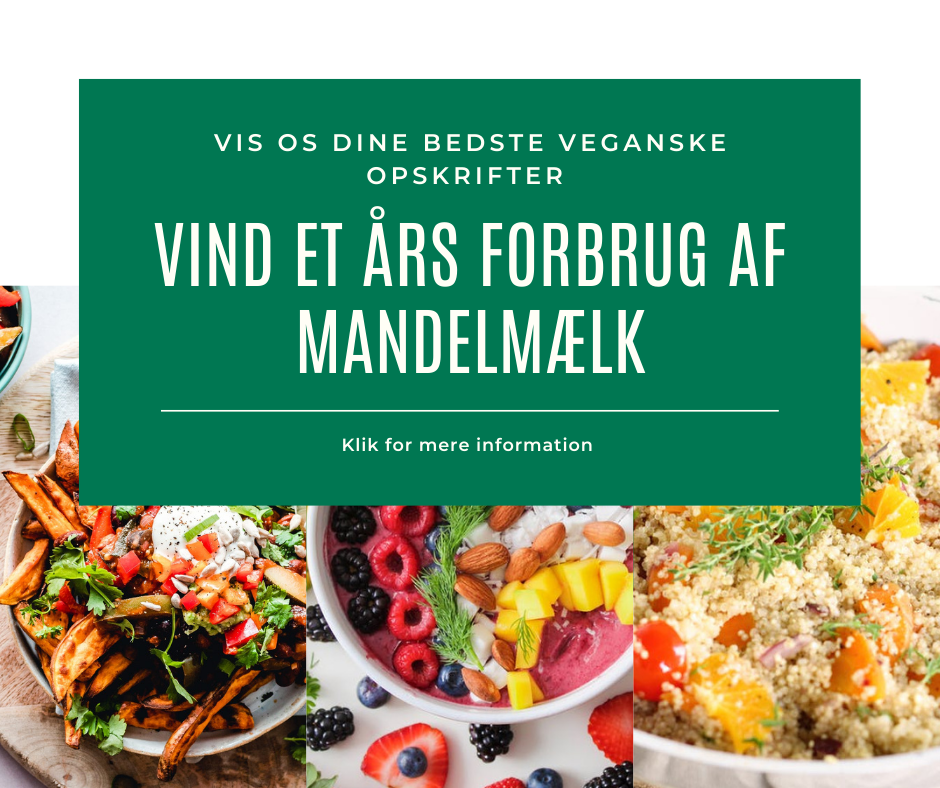 VIS OS DINE BEDSTE VEGANSKE
OPSKRIFTER
VIND ET ÅRS FORBRUG AF
MANDELMÆLK
Klik for mere information